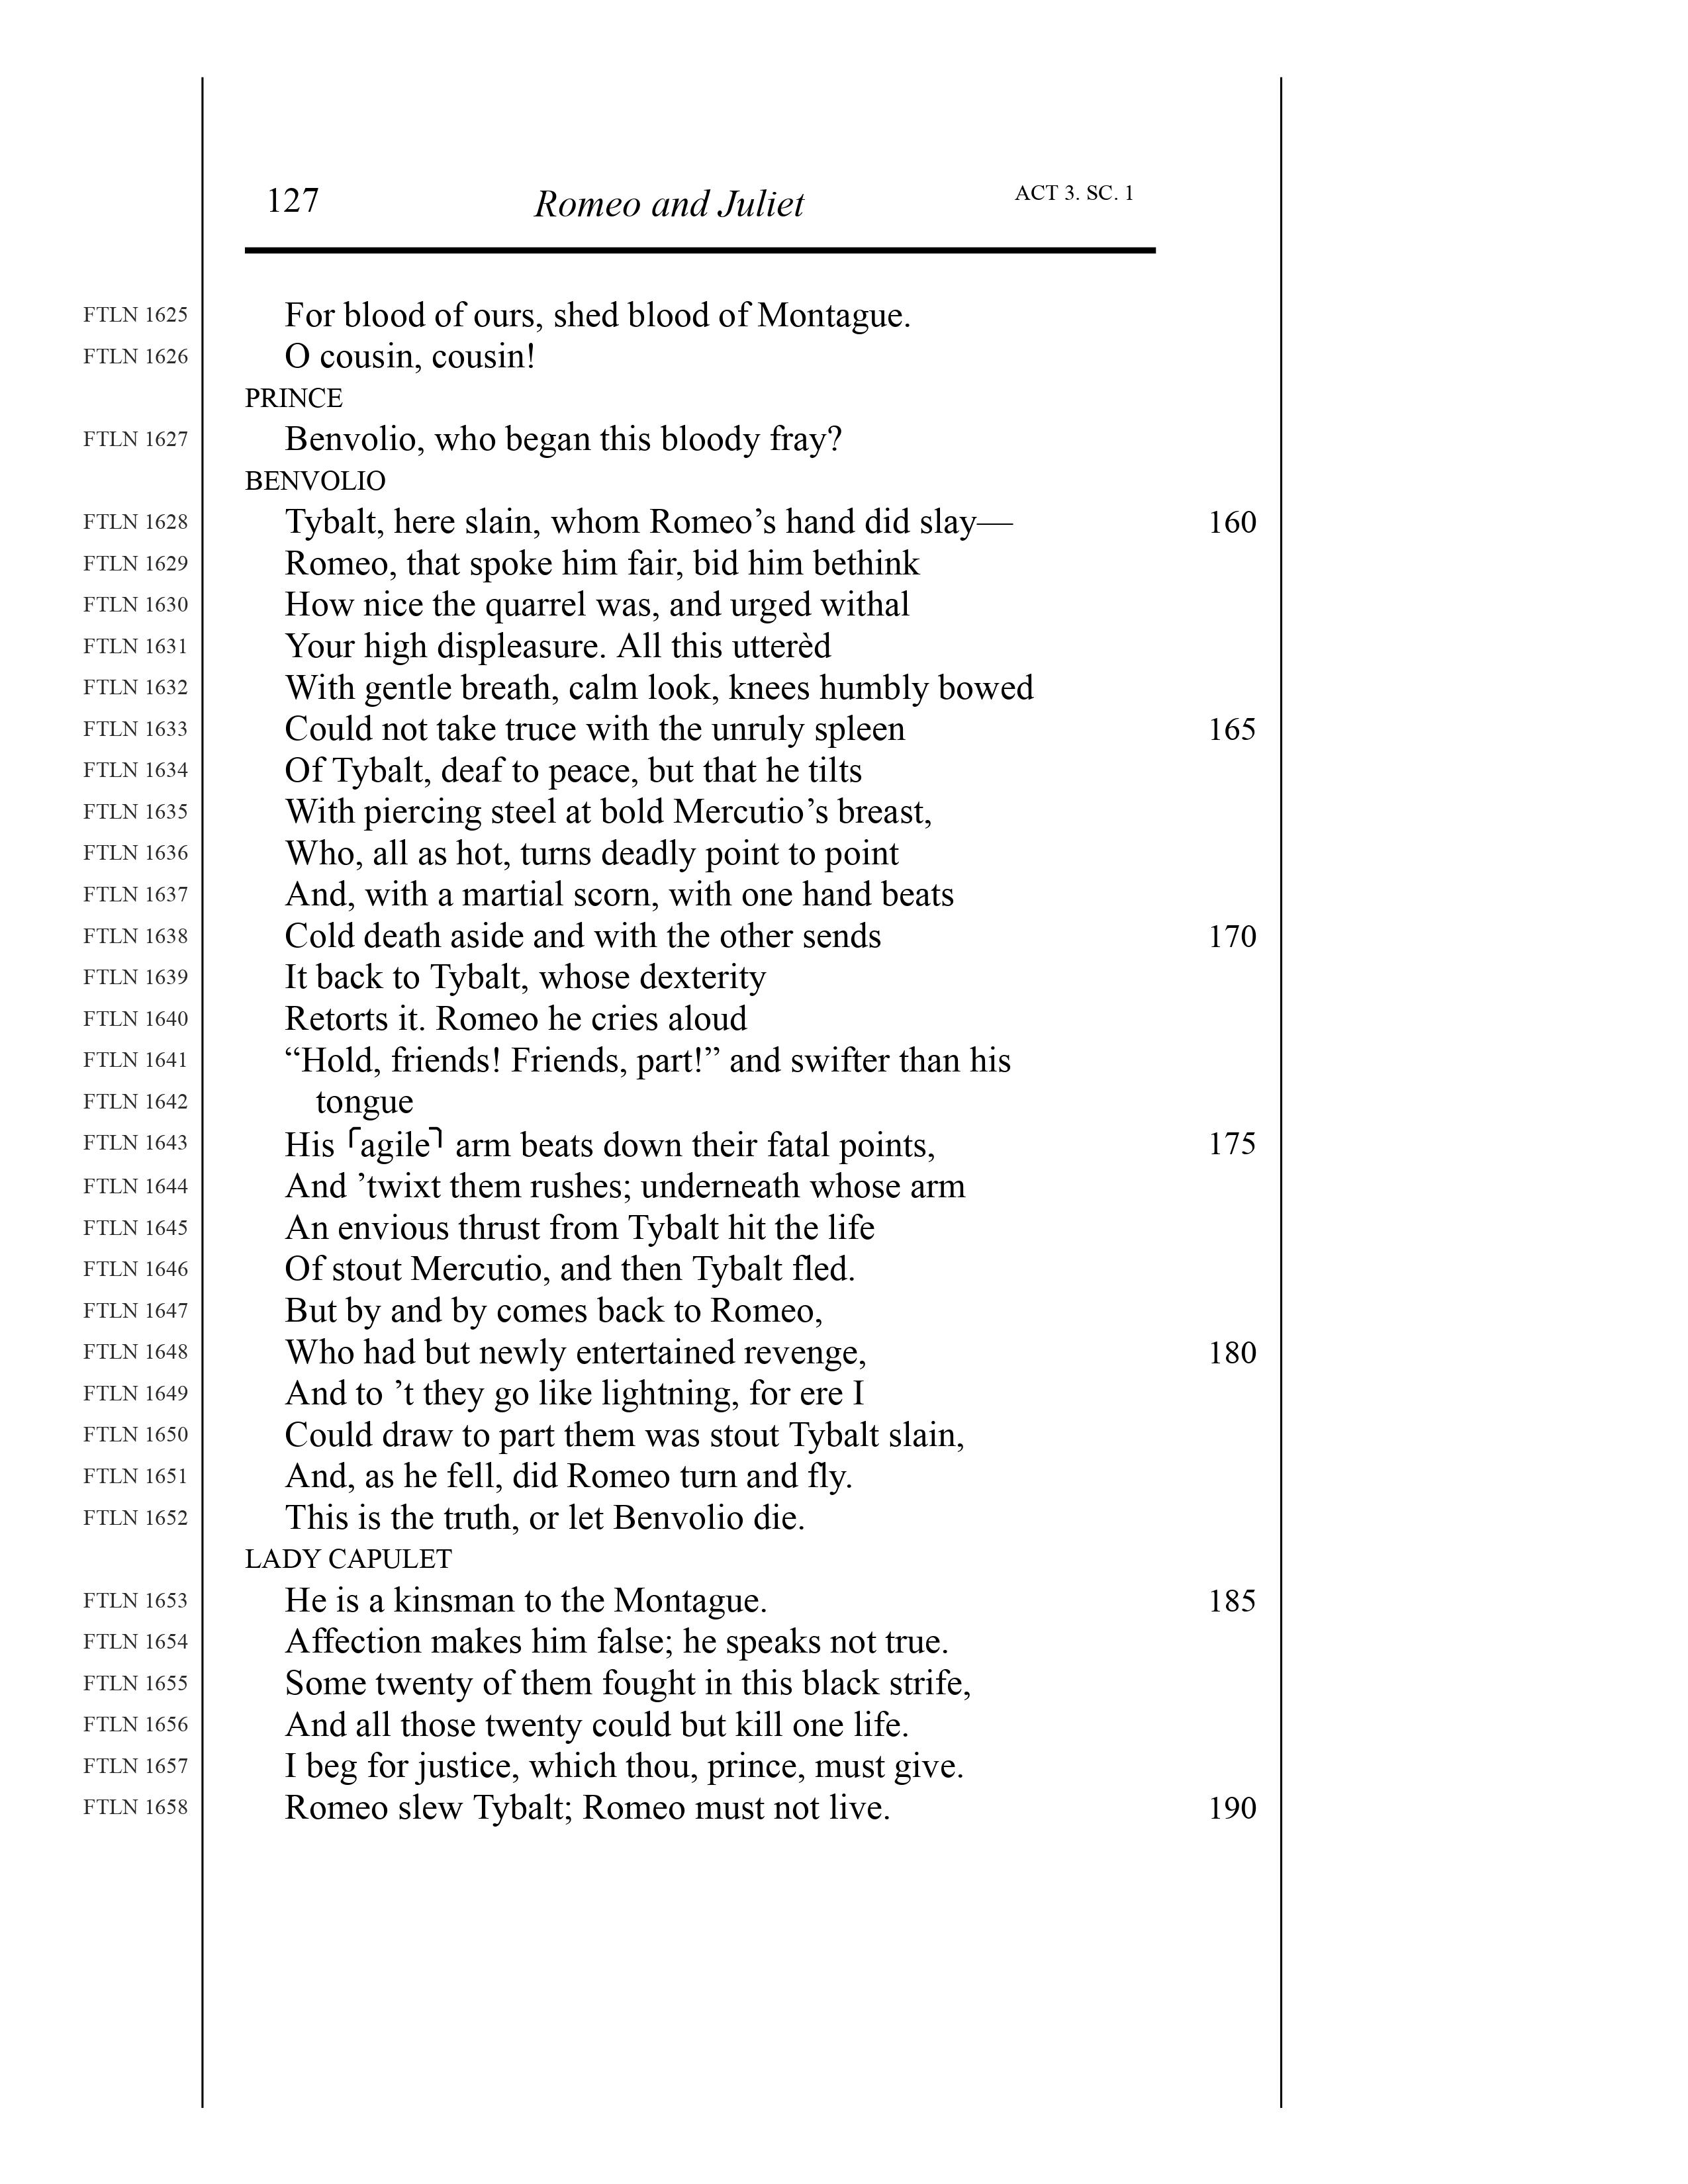 127 Romeo and Juliet ACT 3. SC. 1
FTLN 1625 For blood of ours, shed blood of Montague.
FTLN 1626 O cousin, cousin!
PRINCE
FTLN 1627 Benvolio, who began this bloody fray?
BENVOLIO
FTLN 1628 Tybalt, here slain, whom Romeo’s hand did slay— 160
FTLN 1629 Romeo, that spoke him fair, bid him bethink
FTLN 1630 How nice the quarrel was, and urged withal
FTLN 1631 Your high displeasure. All this utterèd
FTLN 1632 With gentle breath, calm look, knees humbly bowed
FTLN 1633 Could not take truce with the unruly spleen 165
FTLN 1634 Of Tybalt, deaf to peace, but that he tilts
FTLN 1635 With piercing steel at bold Mercutio’s breast,
FTLN 1636 Who, all as hot, turns deadly point to point
FTLN 1637 And, with a martial scorn, with one hand beats
FTLN 1638 Cold death aside and with the other sends 170
FTLN 1639 It back to Tybalt, whose dexterity
FTLN 1640 Retorts it. Romeo he cries aloud
FTLN 1641 “Hold, friends! Friends, part!” and swifter than his
FTLN 1642 tongue
FTLN 1643 His ⌜agile⌝ arm beats down their fatal points, 175
FTLN 1644 And ’twixt them rushes; underneath whose arm
FTLN 1645 An envious thrust from Tybalt hit the life
FTLN 1646 Of stout Mercutio, and then Tybalt fled.
FTLN 1647 But by and by comes back to Romeo,
FTLN 1648 Who had but newly entertained revenge, 180
FTLN 1649 And to ’t they go like lightning, for ere I
FTLN 1650 Could draw to part them was stout Tybalt slain,
FTLN 1651 And, as he fell, did Romeo turn and fly.
FTLN 1652 This is the truth, or let Benvolio die.
LADY CAPULET
FTLN 1653 He is a kinsman to the Montague. 185
FTLN 1654 Affection makes him false; he speaks not true.
FTLN 1655 Some twenty of them fought in this black strife,
FTLN 1656 And all those twenty could but kill one life.
FTLN 1657 I beg for justice, which thou, prince, must give.
FTLN 1658 Romeo slew Tybalt; Romeo must not live. 190